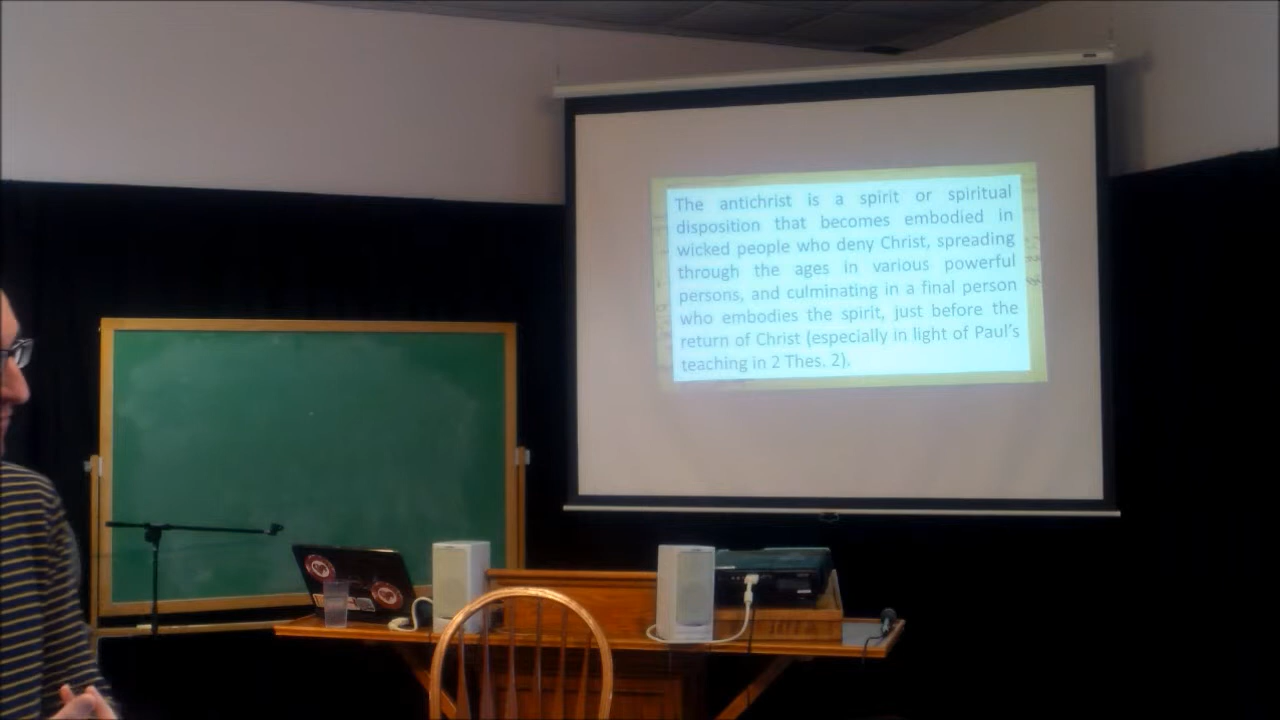 The antichrist is a spirit or spiritual
disposition that becomes embodied in
wicked people who deny Christ, spreading
through the ages in various powerful
persons, and culminating in a final person
who embodies the spirit, just before the
return of Christ (especially in light of Paul's
teaching in 2 Thes. 2).